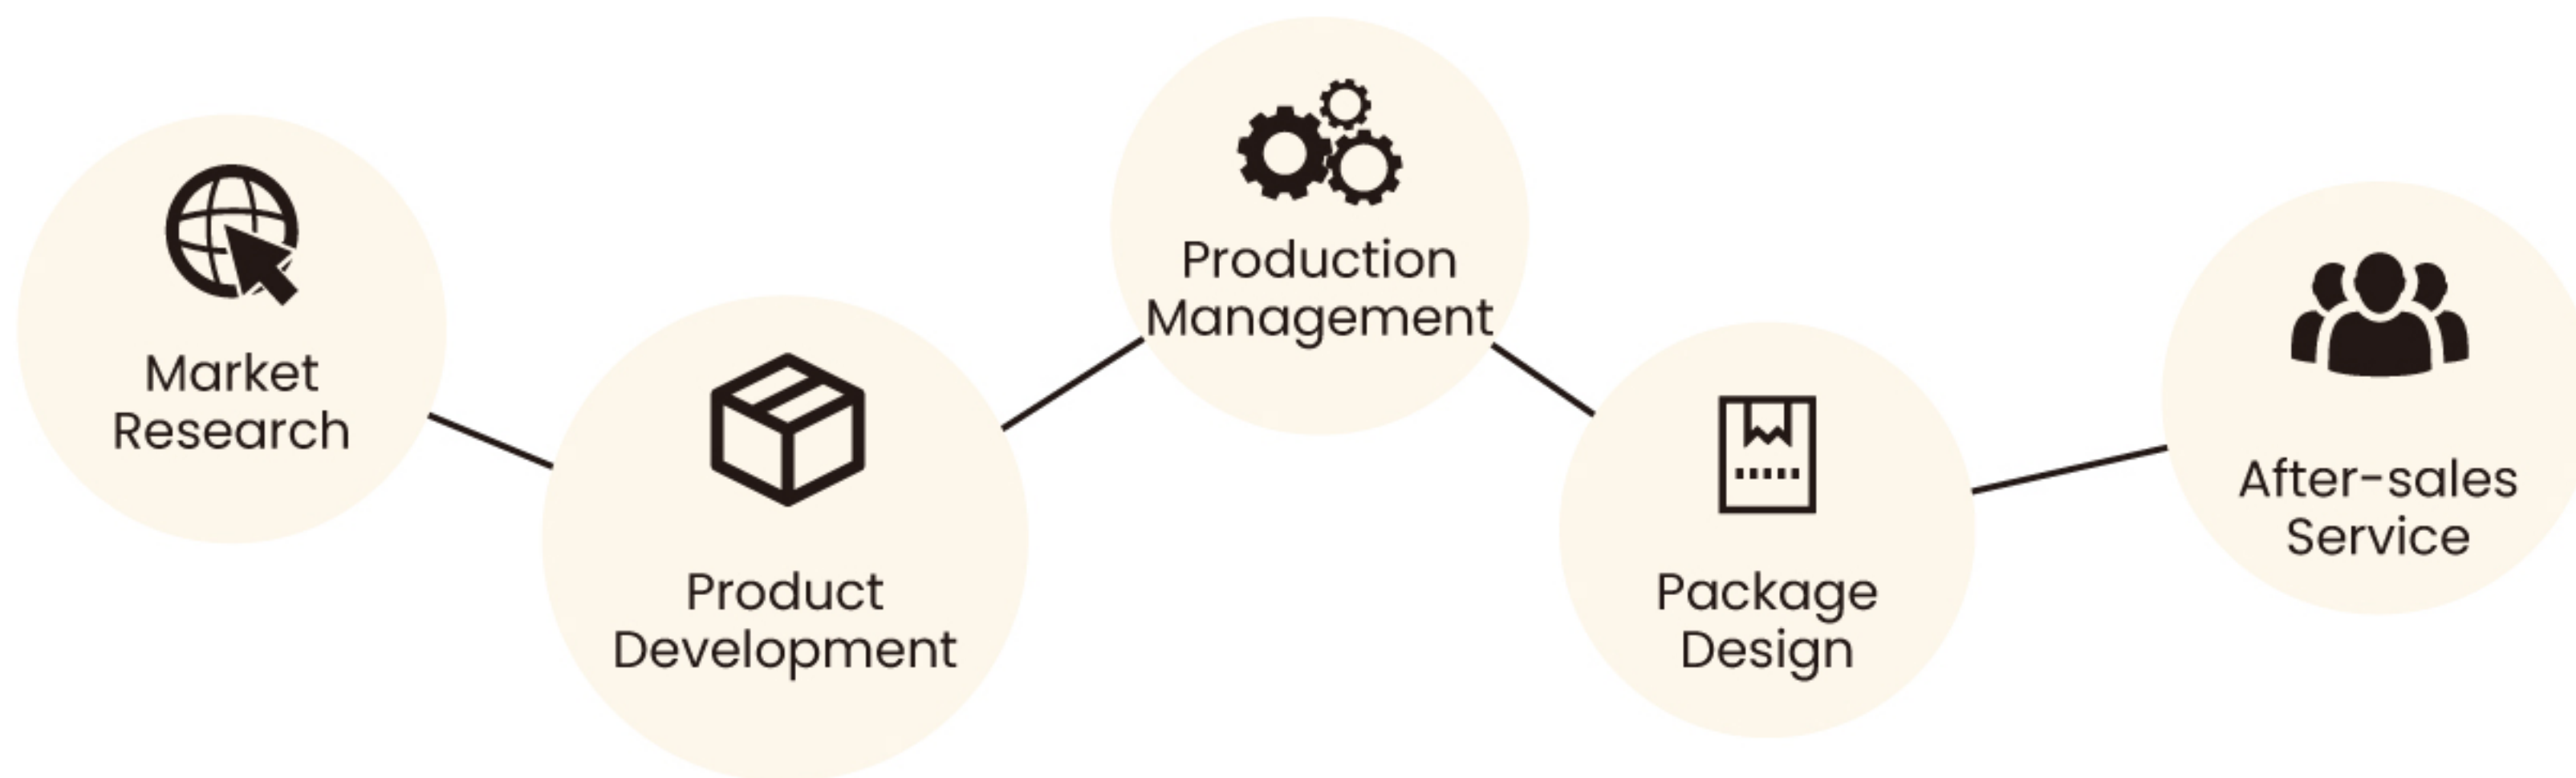 Market
Research
Product
Development
Production
Management
Package
Design
After-sales
Service